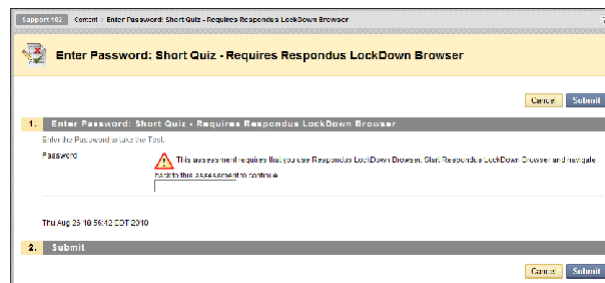 Support 102 Content > Enter Password: Short Quiz - Requires Respondus LockDown Browser
Enter Password: Short Quiz - Requires Respondus LockDown Browser
Cancel Submit
1. Enter Password: Short Quiz - Requires Respondus LockDown Browser
Enter the Password to take the Test.
Password
This assessment requires that you use Respondus LockDown Browser. Start Respondus LockDown Browser and navigate
back to this assessment to continue
Thu Aug 26 18:56:42 EDT 2010
2. Submit
Cancel Submit